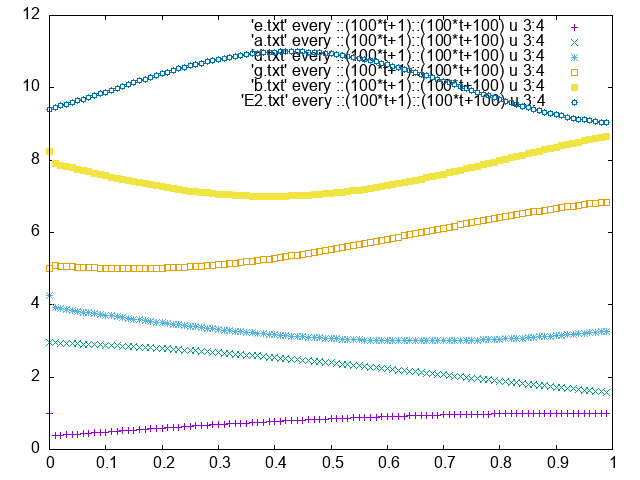 12
'e.txt' every ::(100*t+1)::(100*t+100) u 3:4
'a.txt' every ::(100*t+1)::(100*t+100) u 3:4
'd.txt' every ::(100*t+1)::(100*t+100) u 3:4
'g.txt' every ::(100*t+1)::(100*t+100) u 3:4
'b.txt' every ::(100*t+1)::(100*t+100) u 3:4
'E2.txt' every ::(100*t+1)::(100*t+100) u 3:4
10
8
6
4
2
0
0 0.1 0.2 0.3 0.4 0.5 0.6 0.7 0.8 0.9 1